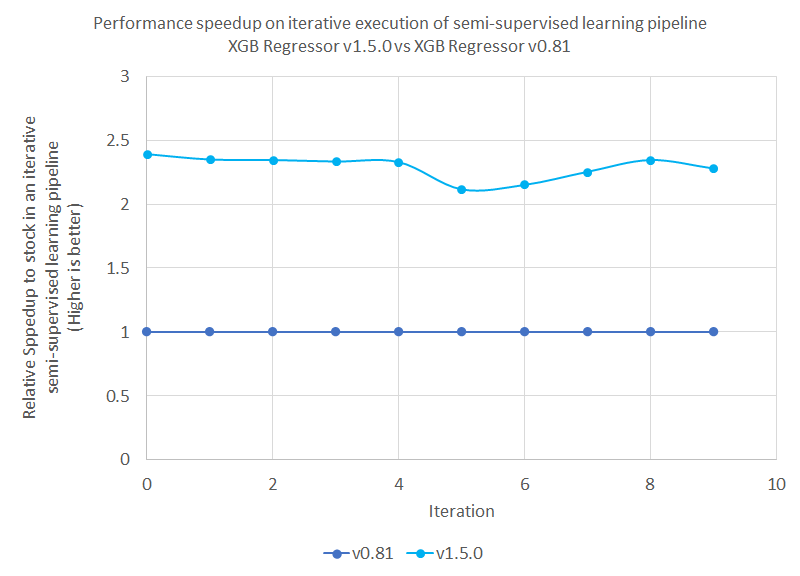 Performance speedup on iterative execution of semi-supervised learning pipeline
XGB Regressor v1.5.0 vs XGB Regressor v0.81
Relative Sppedup to stock in an iterative
semi-supervised learning pipeline
(Higher is better)
3
2.5
2
1.5
1
0.5
0
0
2
4
6
8
10
Iteration
v0.81
v1.5.0